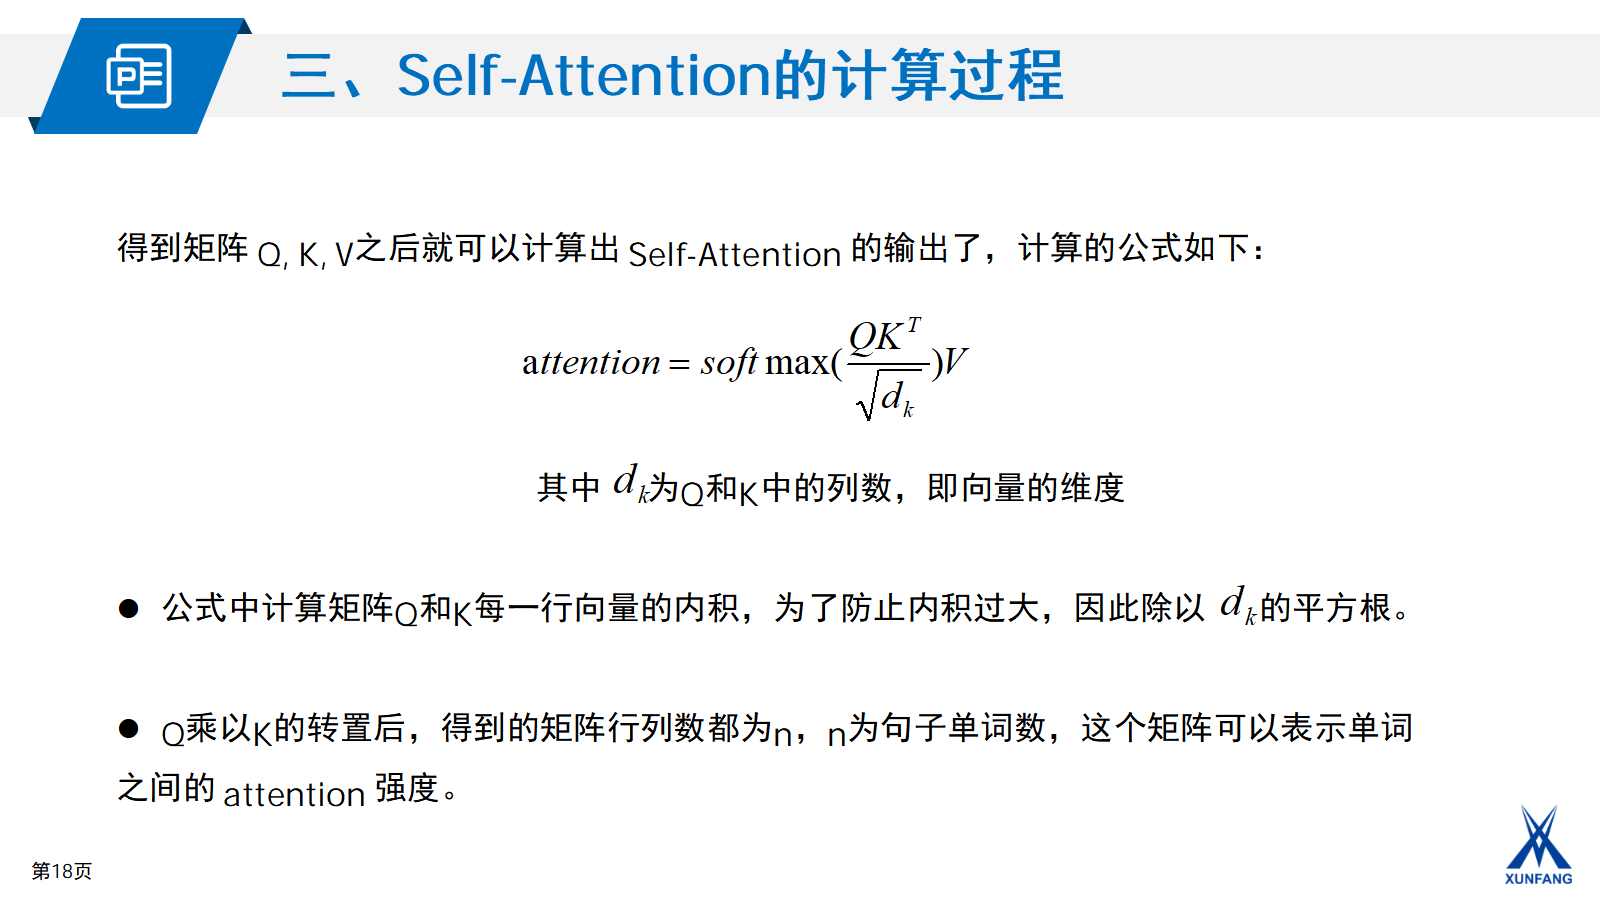 三、Self-Attention的计算过程
得到矩阵 Q, K, V之后就可以计算出 Self-Attention 的输出了，计算的公式如下：
attention = soft max(QK^T/√d_k)V
其中 d_k为Q和K中的列数，即向量的维度
● 公式中计算矩阵Q和K每一行向量的内积，为了防止内积过大，因此除以 d_k的平方根。
● Q乘以K的转置后，得到的矩阵行列数都为n，n为句子单词数，这个矩阵可以表示单词
之间的 attention 强度。
第18页
XUNFANG